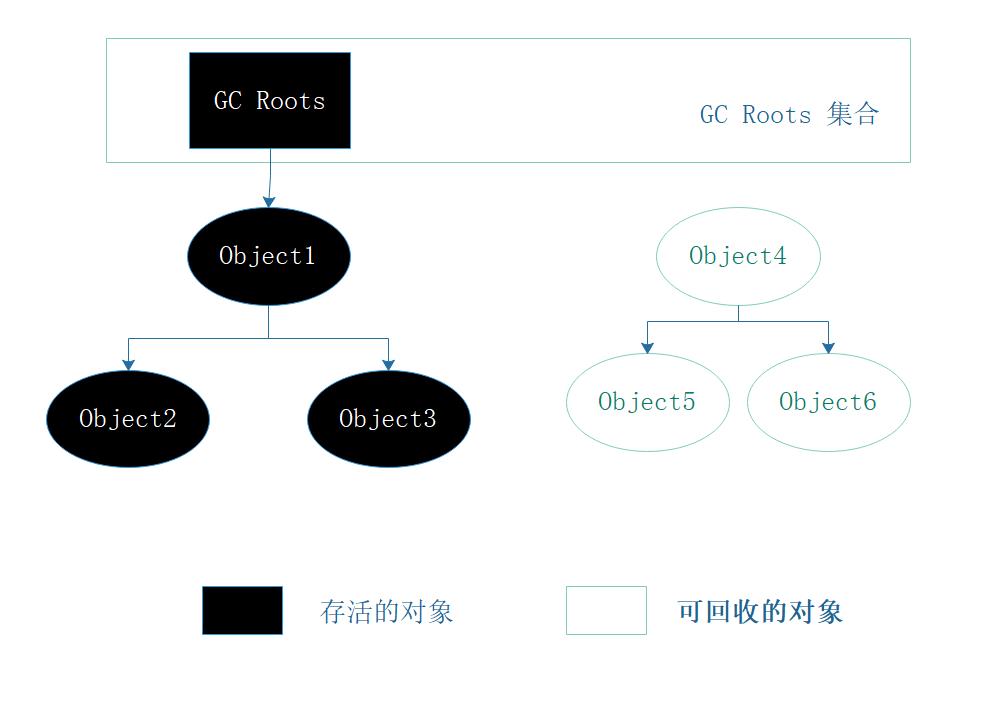 GC Roots
GC Roots 集合
Object1
Object4
Object2
Object3
Object5
Object6
存活的对象
可回收的对象